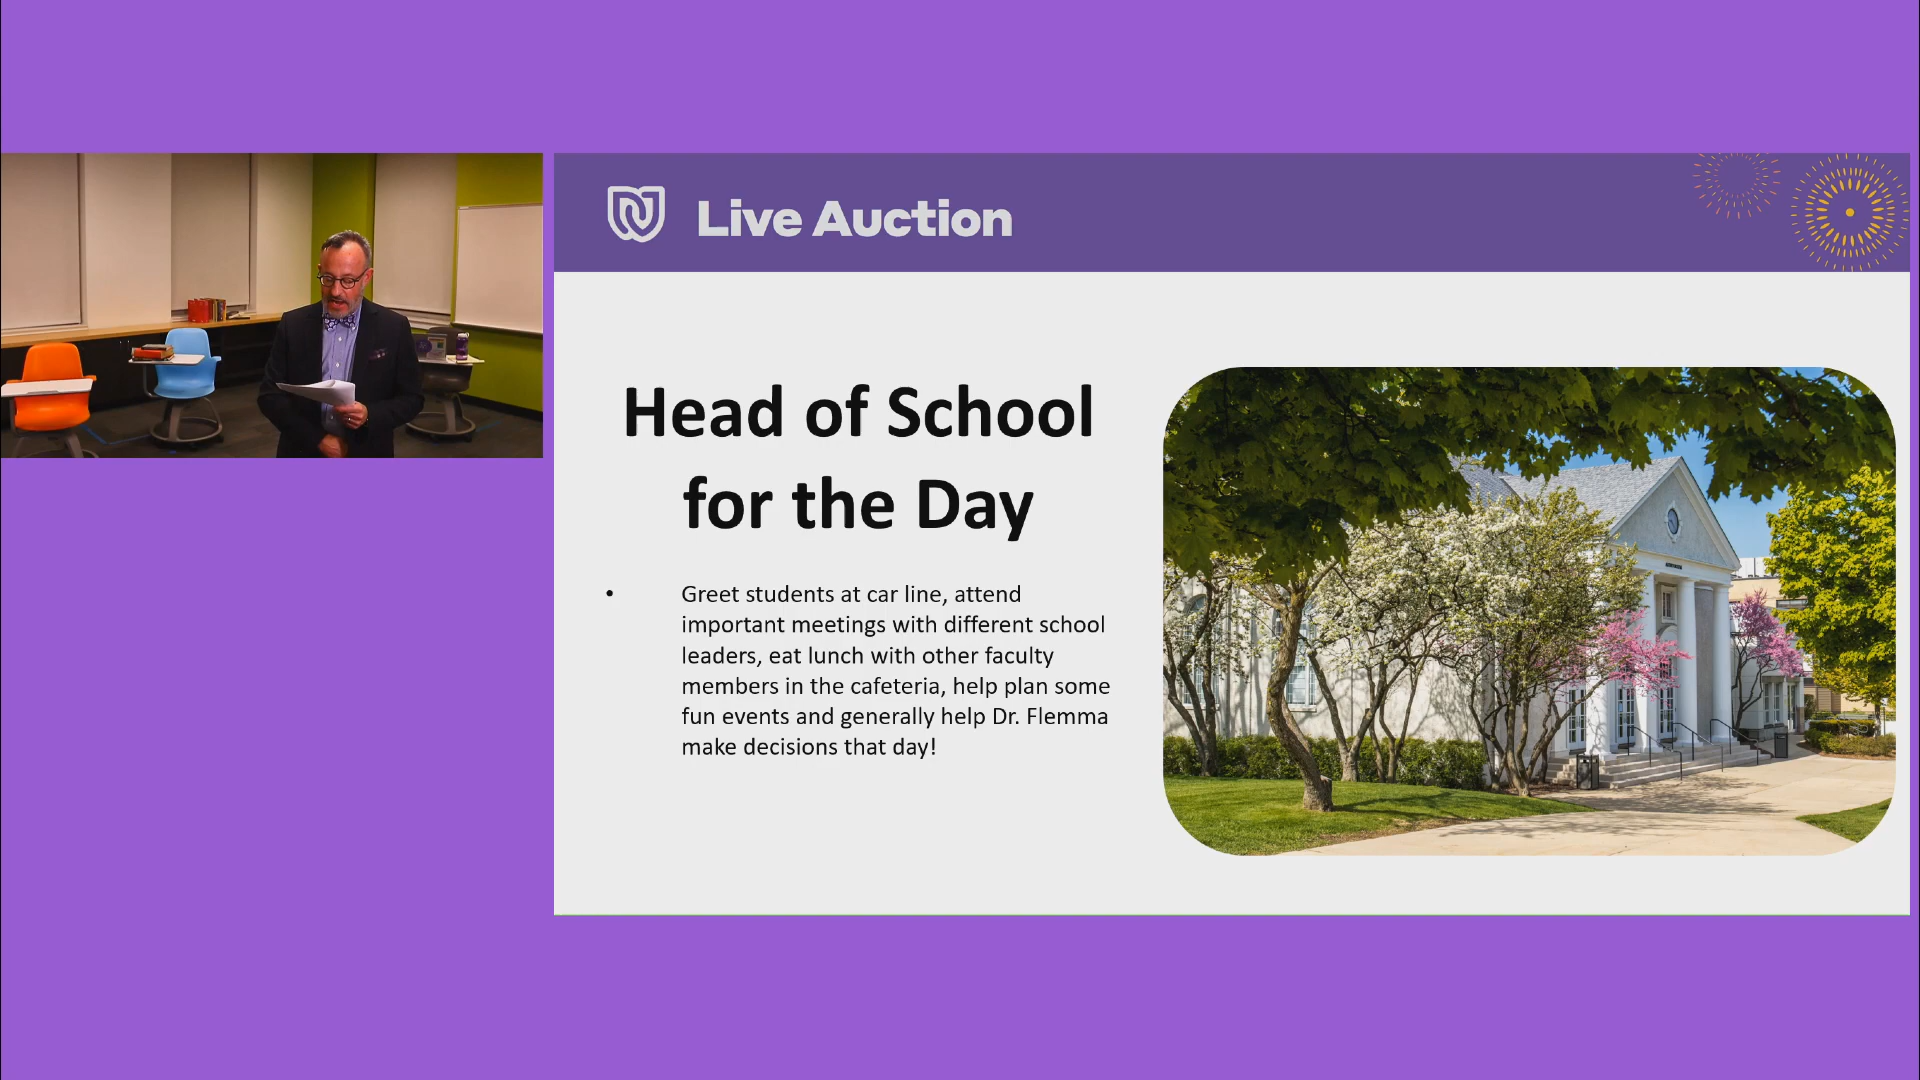 Live Auction
Head of School
for the Day
• Greet students at car line, attend
important meetings with different school
leaders, eat lunch with other faculty
members in the cafeteria, help plan some
fun events and generally help Dr. Flemma
make decisions that day!